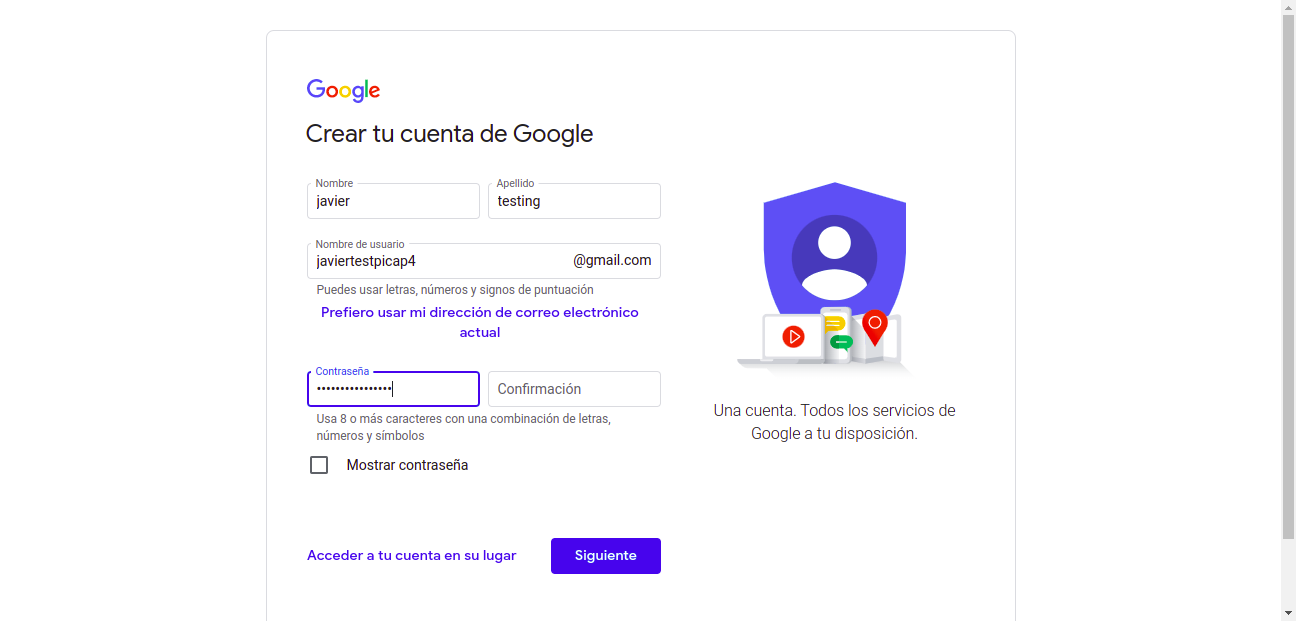 Google
Crear tu cuenta de Google
Nombre
Apellido
javier
testing
Nombre de usuario
javiertestpicap4
@gmail.com
Puedes usar letras, números y signos de puntuación
Prefiero usar mi dirección de correo electrónico
actual
Contraseña
••••••••••••••••
Confirmación
Usa 8 o más caracteres con una combinación de letras,
números y símbolos
Mostrar contraseña
Acceder a tu cuenta en su lugar
Siguiente
Una cuenta. Todos los servicios de
Google a tu disposición.